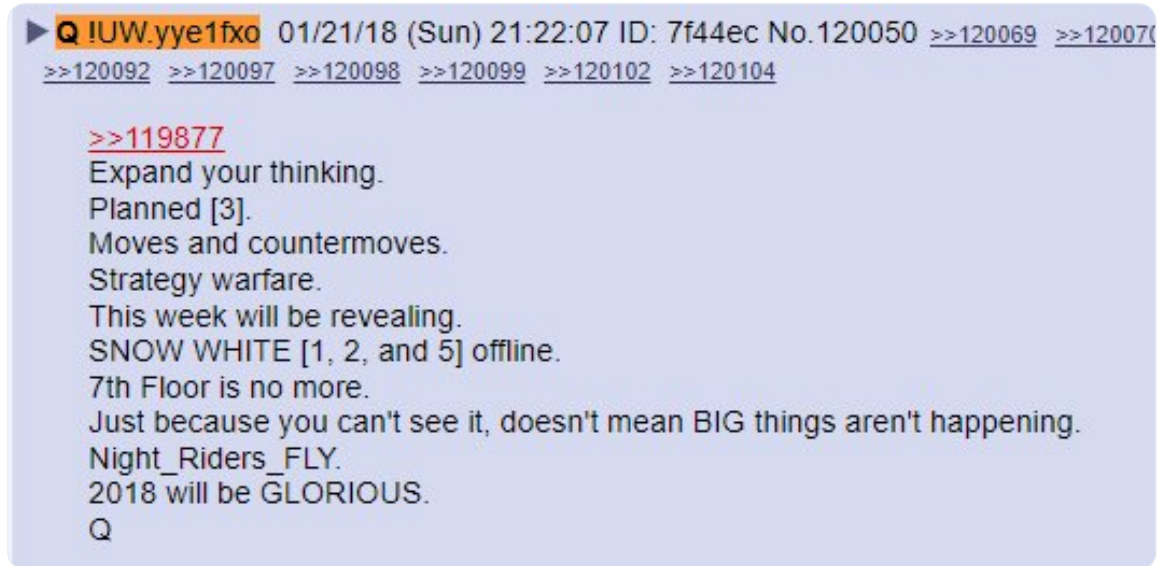 ▶ Q !UW.yye1fxo 01/21/18 (Sun) 21:22:07 ID: 7f44ec No.120050 >>120069 >>12007
>>120092 >>120097 >>120098 >>120099 >>120102 >>120104
>>119877
Expand your thinking.
Planned [3].
Moves and countermoves.
Strategy warfare.
This week will be revealing.
SNOW WHITE [1, 2, and 5] offline.
7th Floor is no more.
Just because you can't see it, doesn't mean BIG things aren't happening.
Night_Riders_FLY.
2018 will be GLORIOUS.
Q